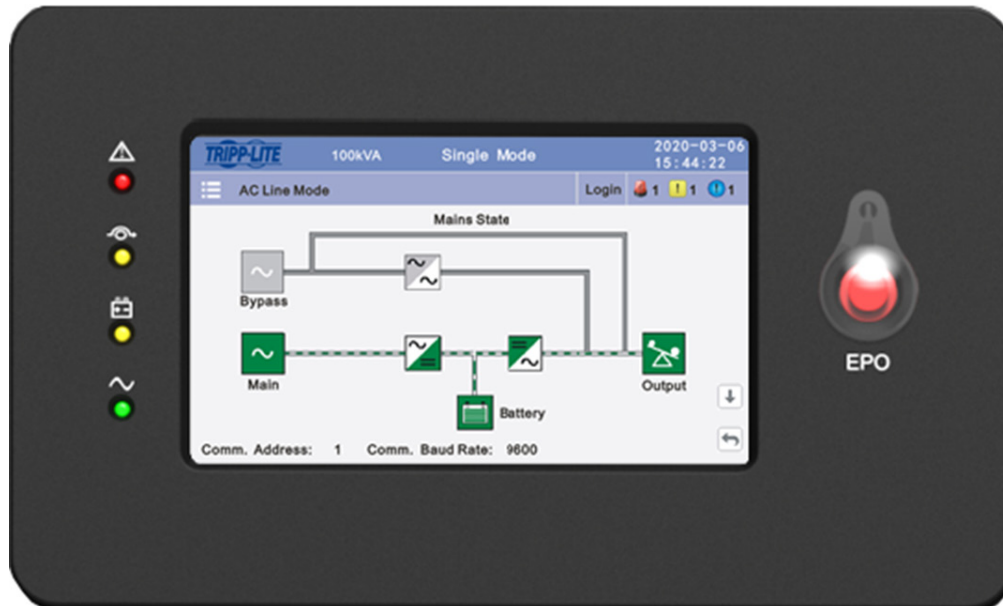 TRIPP-LITE 100kVA Single Mode 2020-03-06
15:44:22
AC Line Mode Login 1 1 1
Mains State
Bypass
Main
Output
Battery
Comm. Address: 1 Comm. Baud Rate: 9600
EPO